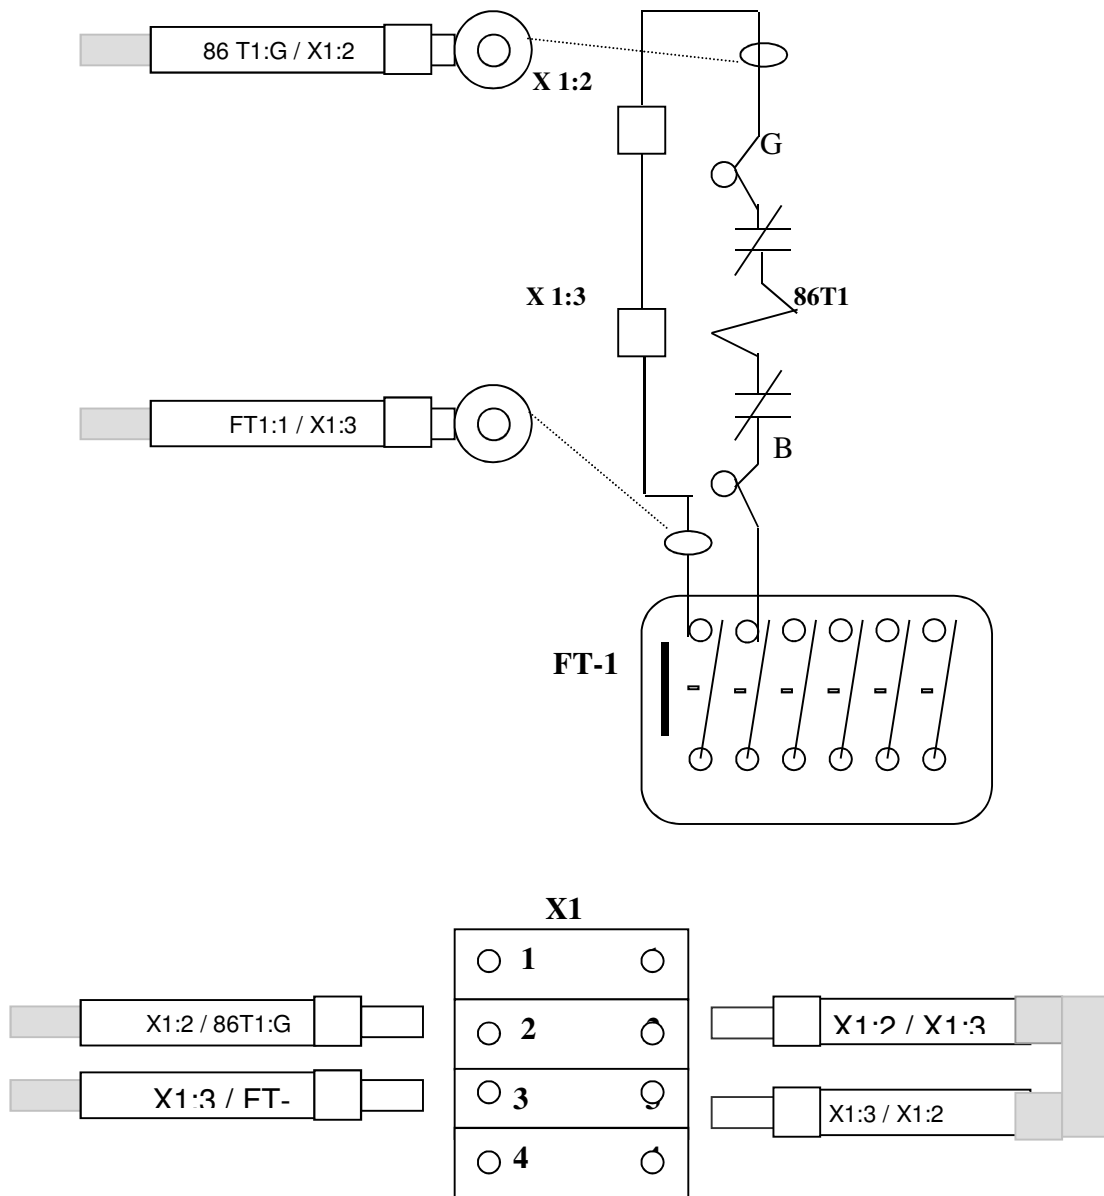 86 T1:G / X1:2
X 1:2
G
X 1:3
86T1
FT1:1 / X1:3
B
FT-1
X1
1
X1:2 / 86T1:G
2
X1:2 / X1:3
X1:3 / FT-
3
X1:3 / X1:2
4